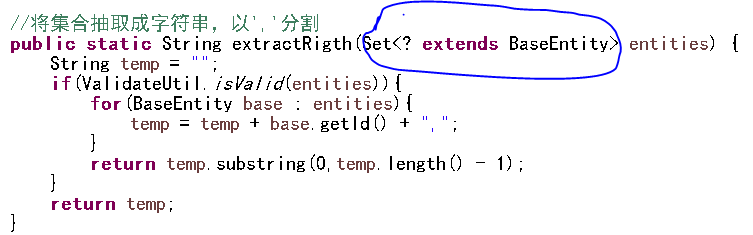 //将集合抽取成字符串，以','分割
public static String extractRigth(Set<? extends BaseEntity> entities) {
String temp = "";
if(ValidateUtil.isValid(entities)){
for(BaseEntity base : entities){
temp = temp + base.getId() + ",";
}
return temp.substring(0,temp.length() - 1);
}
return temp;
}